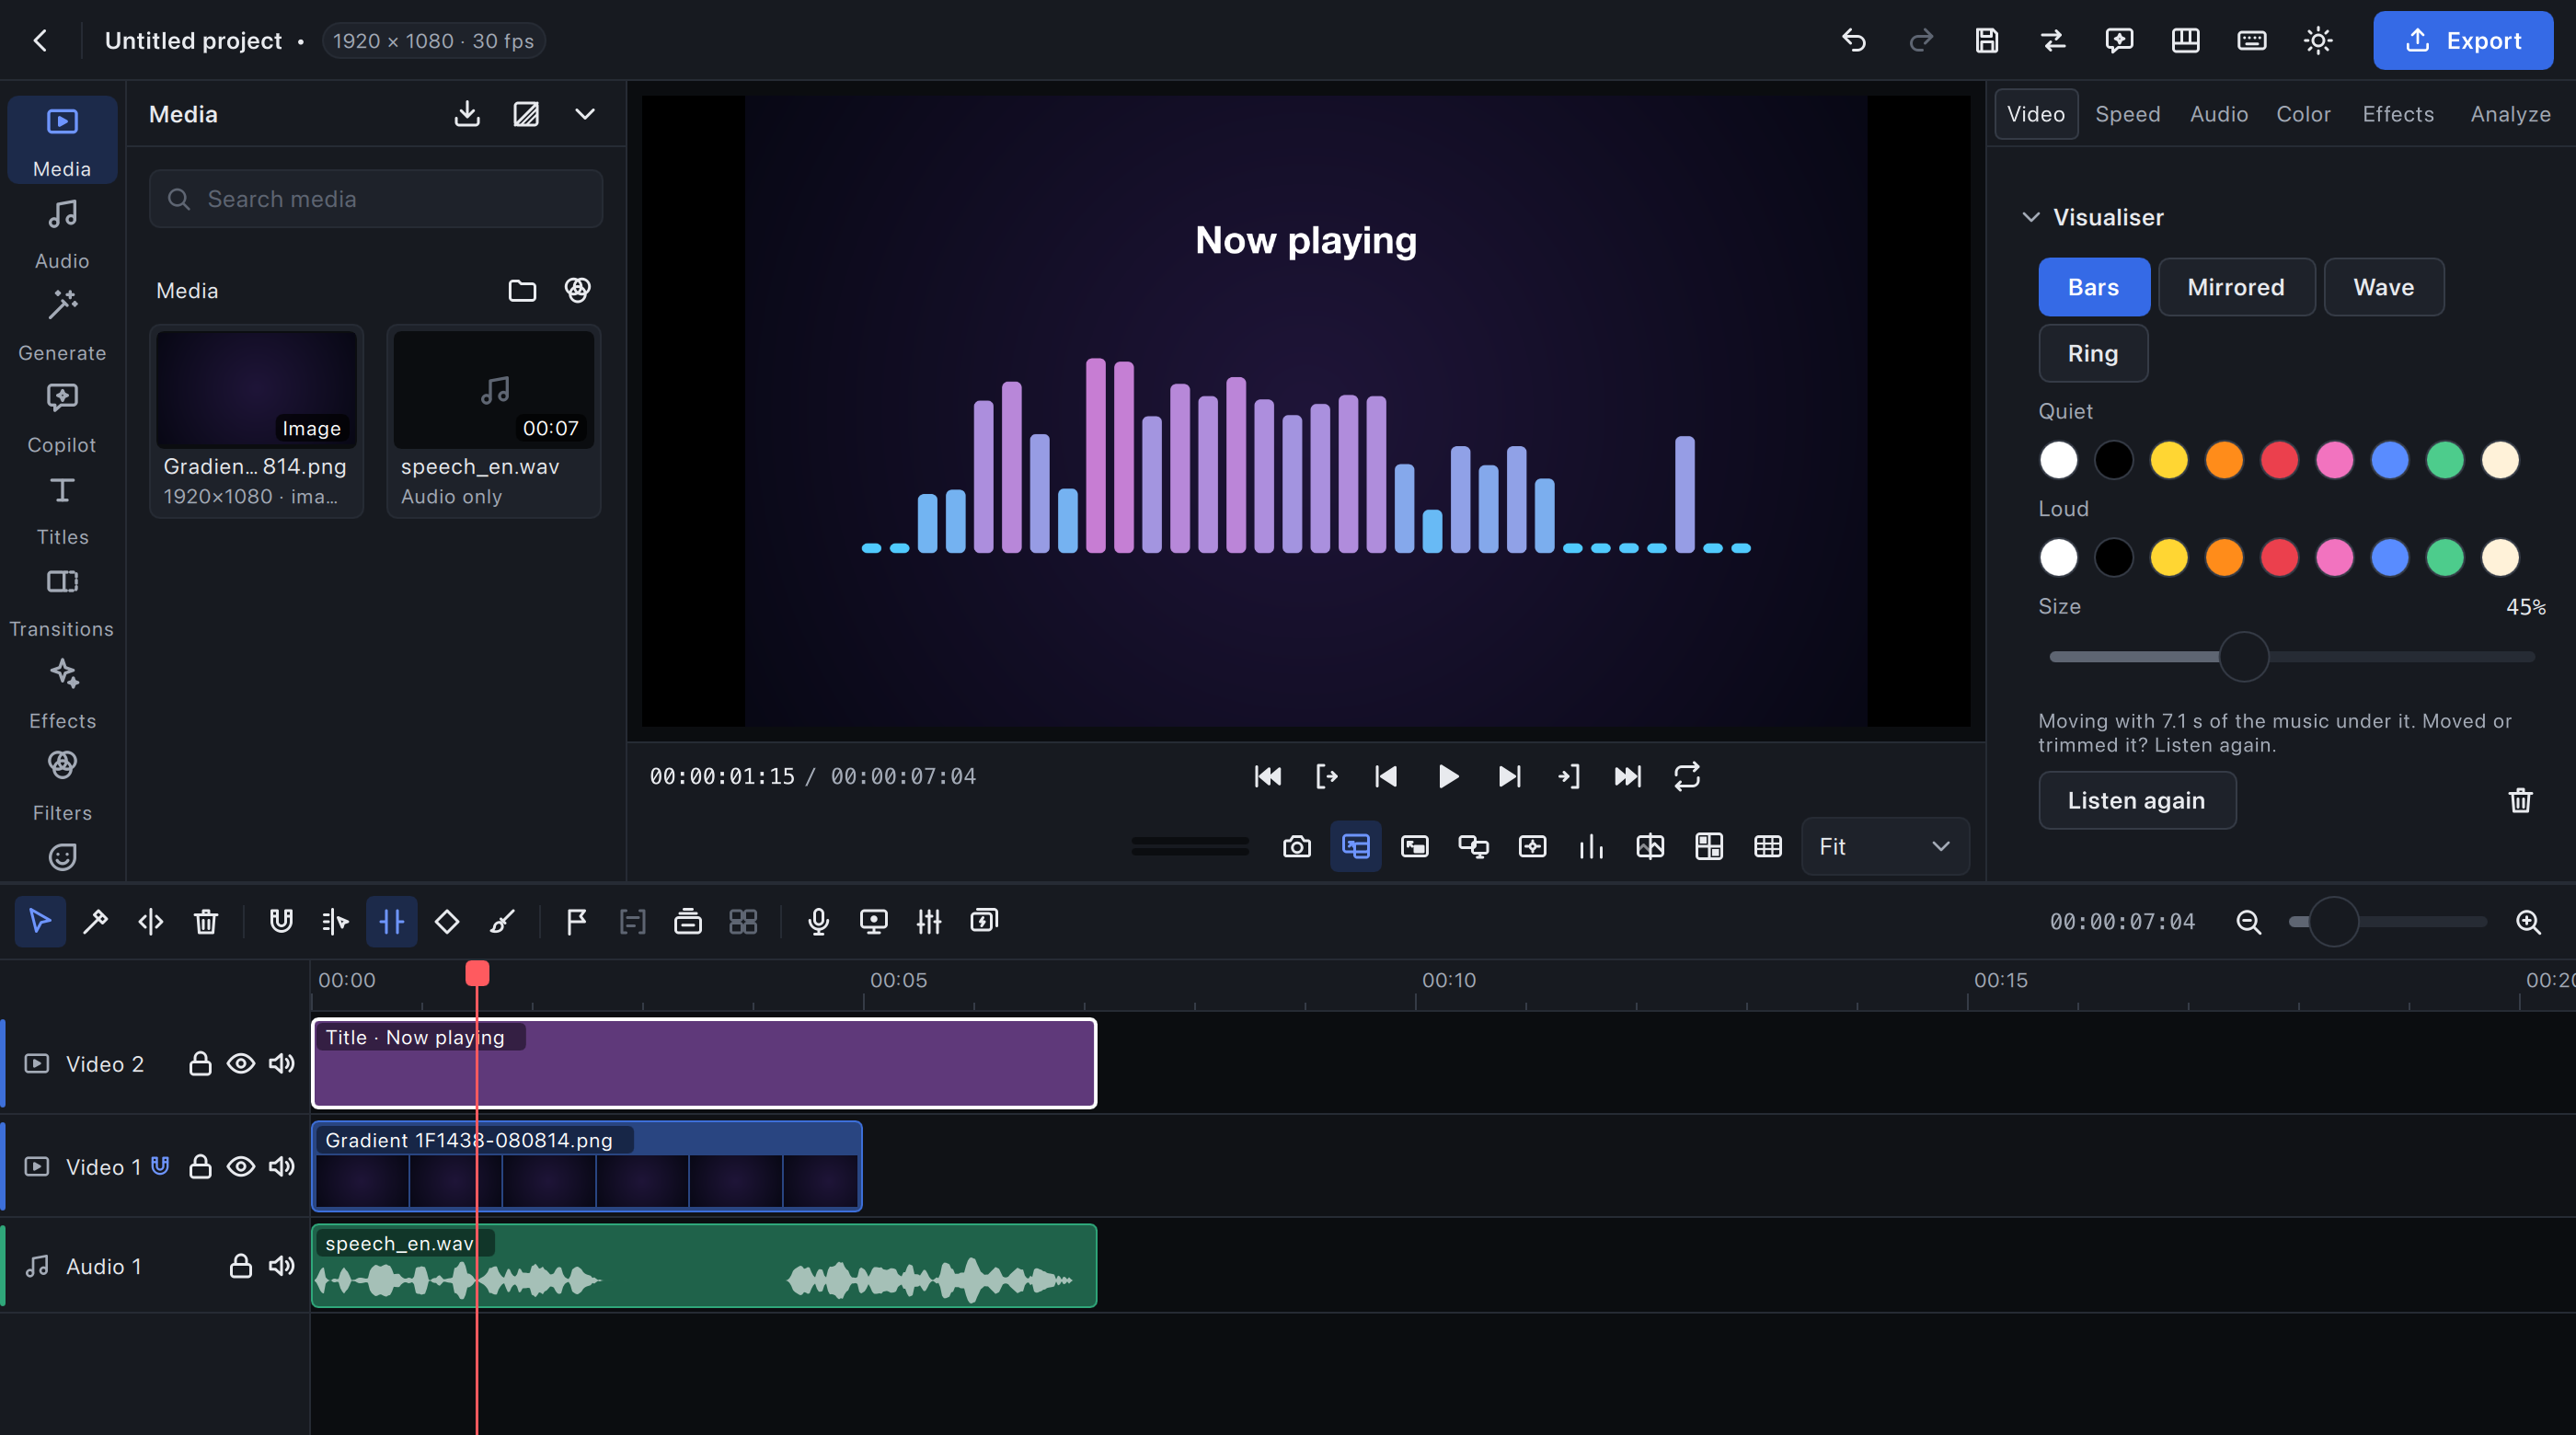 Untitled project •
1920 × 1080 · 30 fps
Export
Media
Audio
Generate
Copilot
Titles
Transitions
Effects
Filters
Media
Search media
Media
Image
Gradien... 814.png
1920×1080 · ima...
00:07
speech_en.wav
Audio only
Now playing
00:00:01:15 / 00:00:07:04
Fit
Video Speed Audio Color Effects Analyze
Visualiser
Bars Mirrored Wave
Ring
Quiet
Loud
Size 45%
Moving with 7.1 s of the music under it. Moved or
trimmed it? Listen again.
Listen again
00:00:07:04
00:00 00:05 00:10 00:15
Video 2
Title · Now playing
Video 1
Gradient 1F1438-080814.png
Audio 1
speech_en.wav